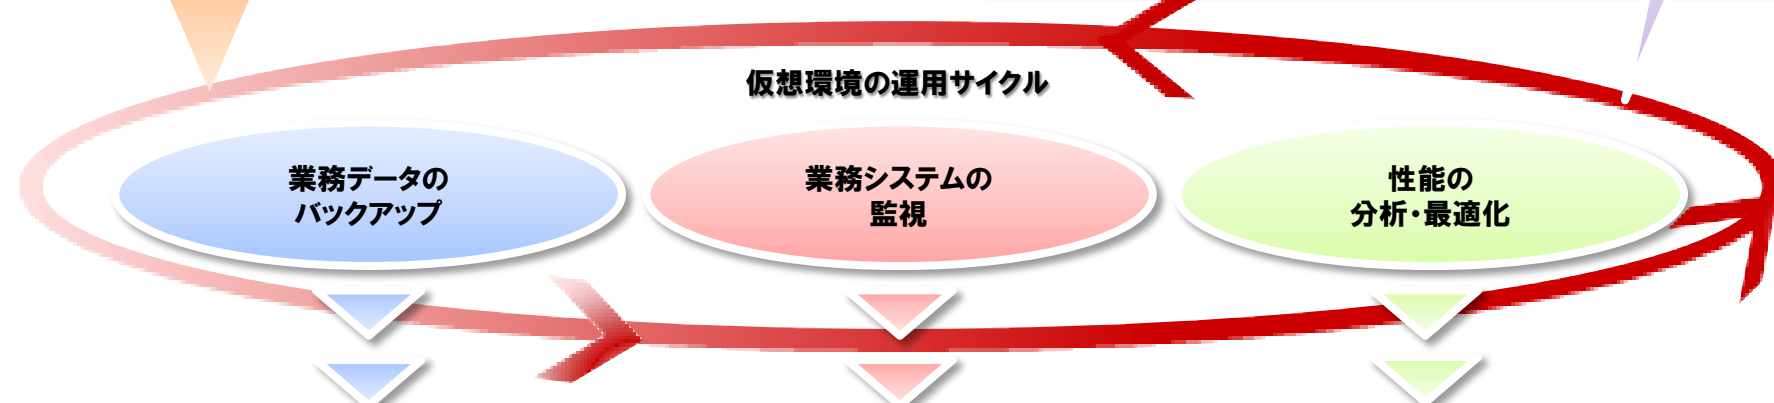 仮想環境の運用サイクル
業務データの
バックアップ
業務システムの
監視
性能の
分析・最適化